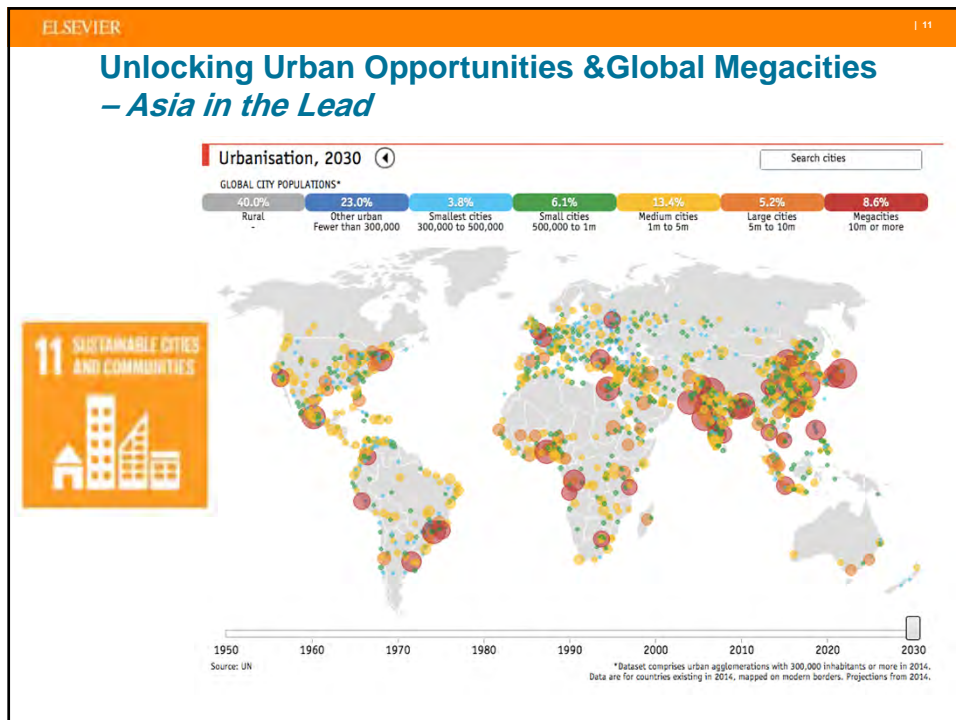 ELSEVIER
| 11
Unlocking Urban Opportunities &Global Megacities
– Asia in the Lead
Urbanisation, 2030
Search cities
GLOBAL CITY POPULATIONS*
40.0% 23.0% 3.8% 6.1% 13.4% 5.2% 8.6%
Rural Other urban Smallest cities Small cities Medium cities Large cities Megacities
- Fewer than 300,000 300,000 to 500,000 500,000 to 1m 1m to 5m 5m to 10m 10m or more
11 SUSTAINABLE CITIES
AND COMMUNITIES
1950 1960 1970 1980 1990 2000 2010 2020 2030
Source: UN
*Dataset comprises urban agglomerations with 300,000 inhabitants or more in 2014.
Data are for countries existing in 2014, mapped on modern borders. Projections from 2014.